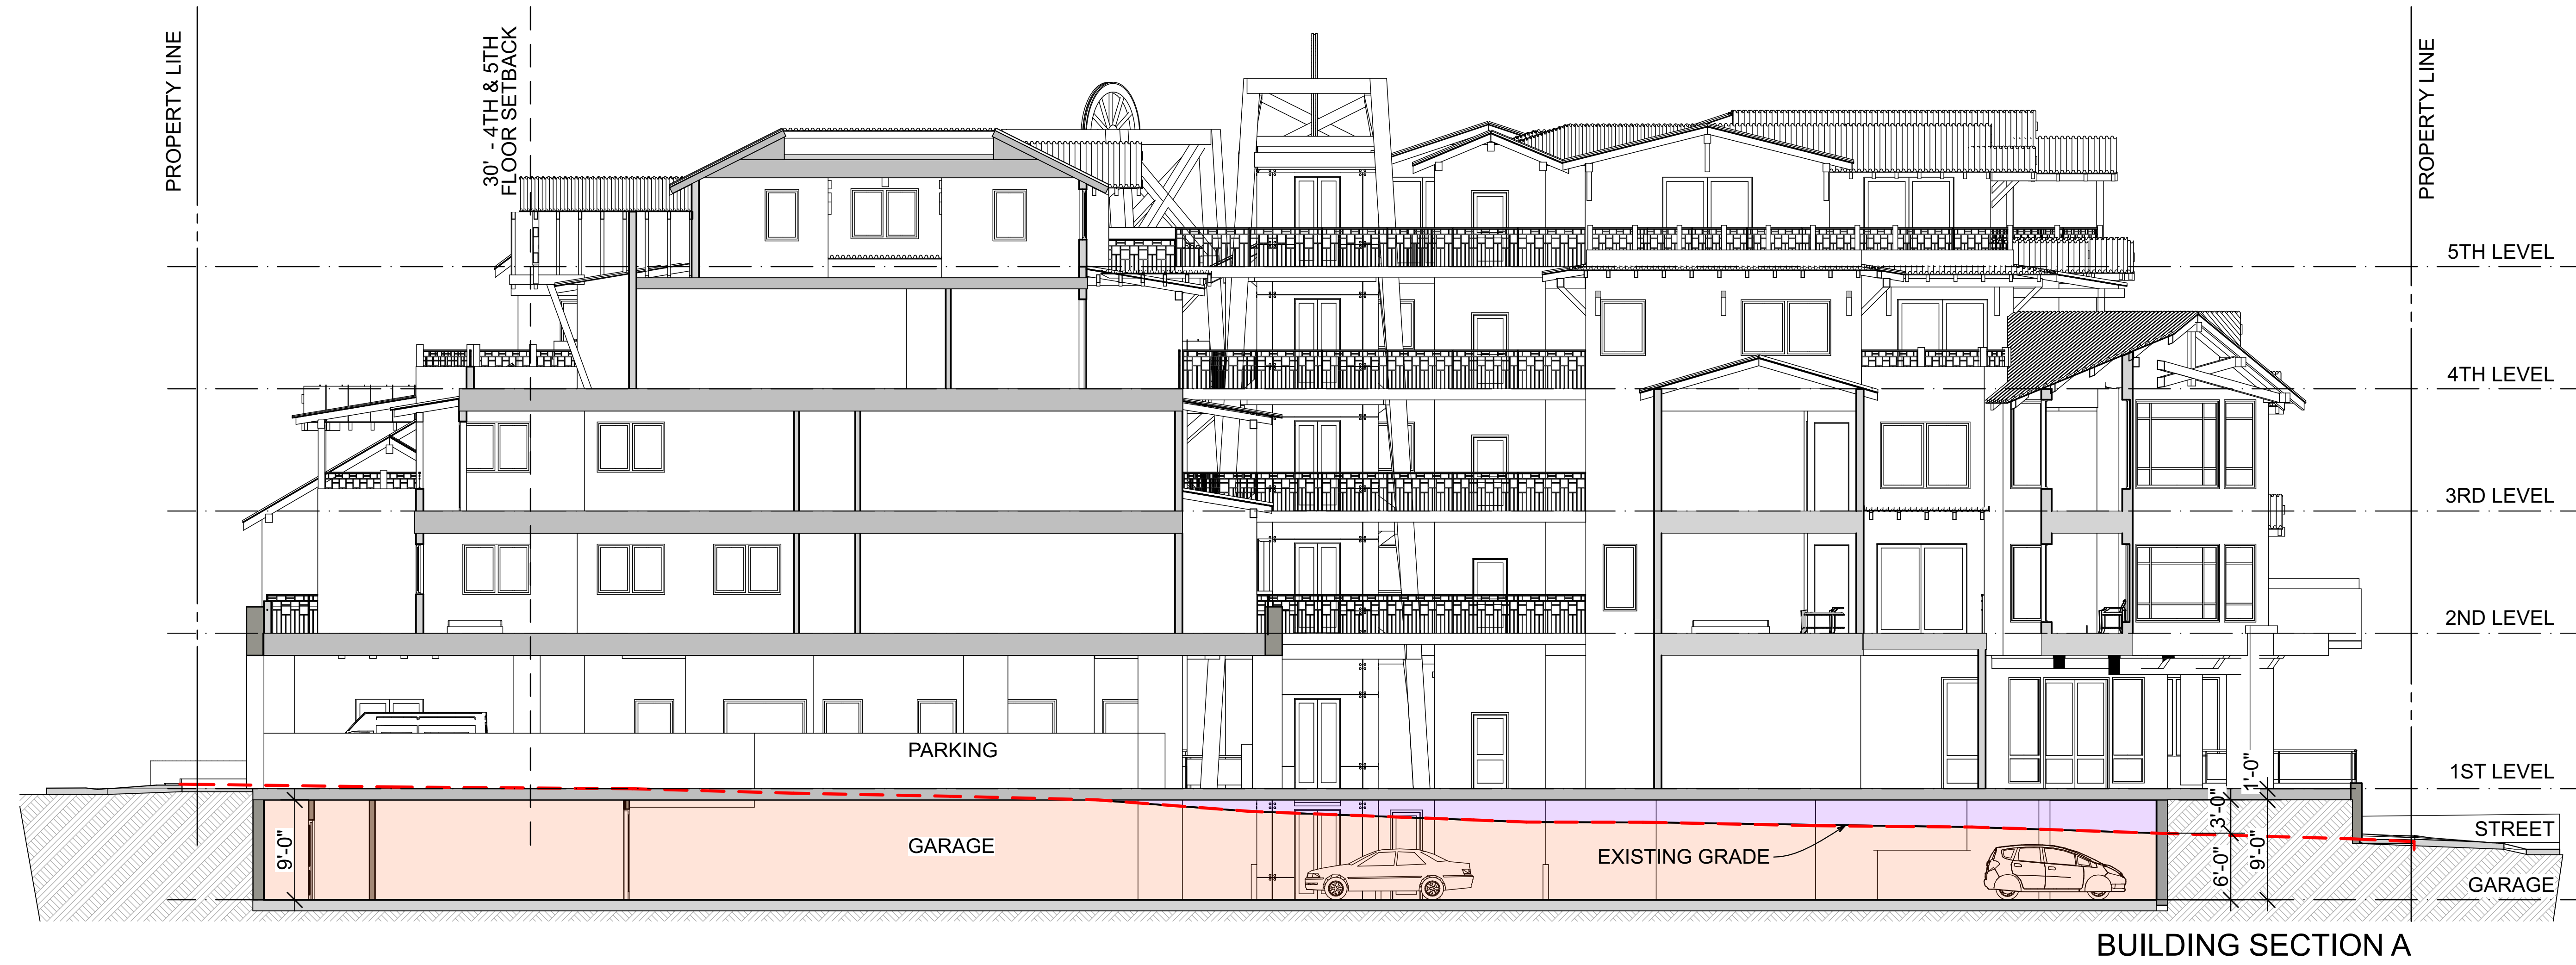 PROPERTY LINE
30' - 4TH & 5TH
FLOOR SETBACK
PROPERTY LINE
5TH LEVEL
4TH LEVEL
3RD LEVEL
2ND LEVEL
PARKING
1ST LEVEL
1'-0"
3'-0"
STREET
9'-0"
GARAGE
EXISTING GRADE
6'-0"
9'-0"
GARAGE
BUILDING SECTION A